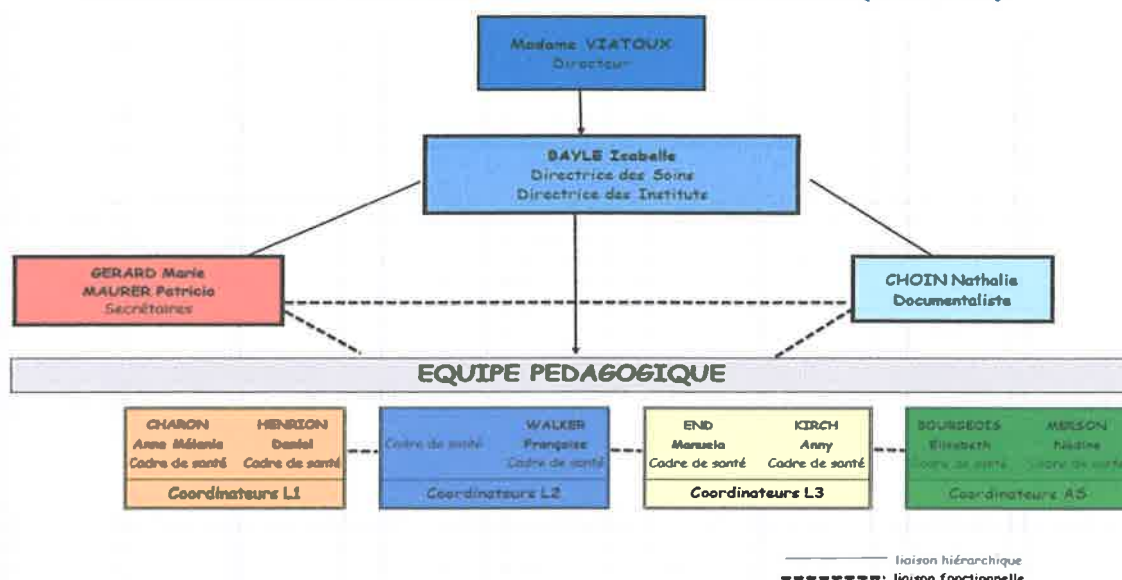 Madame VIATOUX
Directeur
BAYLE Isabelle
Directrice des Soins
Directrice des Instituts
GERARD Marie
MAURER Patricia
Secrétaires
CHOIN Nathalie
Documentaliste
EQUIPE PEDAGOGIQUE
CHARON
Anne Mélanie
Cadre de santé
HENRION
Daniel
Cadre de santé
Coordinateurs L1
Cadre de santé
WALKER
Françoise
Cadre de santé
Coordinateurs L2
END
Manuela
Cadre de santé
KIRCH
Anny
Cadre de santé
Coordinateurs L3
BOURGEOIS
Elisabeth
Cadre de santé
Nadine
Cadre de santé
Coordinateurs AS
liaison hiérarchique
liaison fonctionnelle